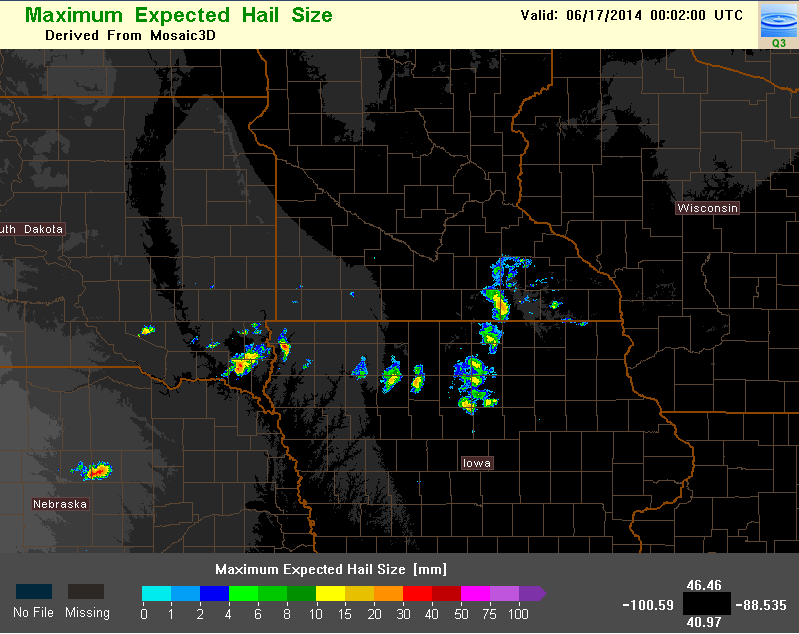 Maximum Expected Hail Size
Valid: 06/17/2014 00:02:00 UTC
Derived From Mosaic3D
Q3
Wisconsin
uth Dakota
Iowa
Nebraska
Maximum Expected Hail Size [mm]
No File Missing
0 1 2 4 6 8 10 15 20 30 40 50 75 100
46.46
-100.59 -88.535
40.97